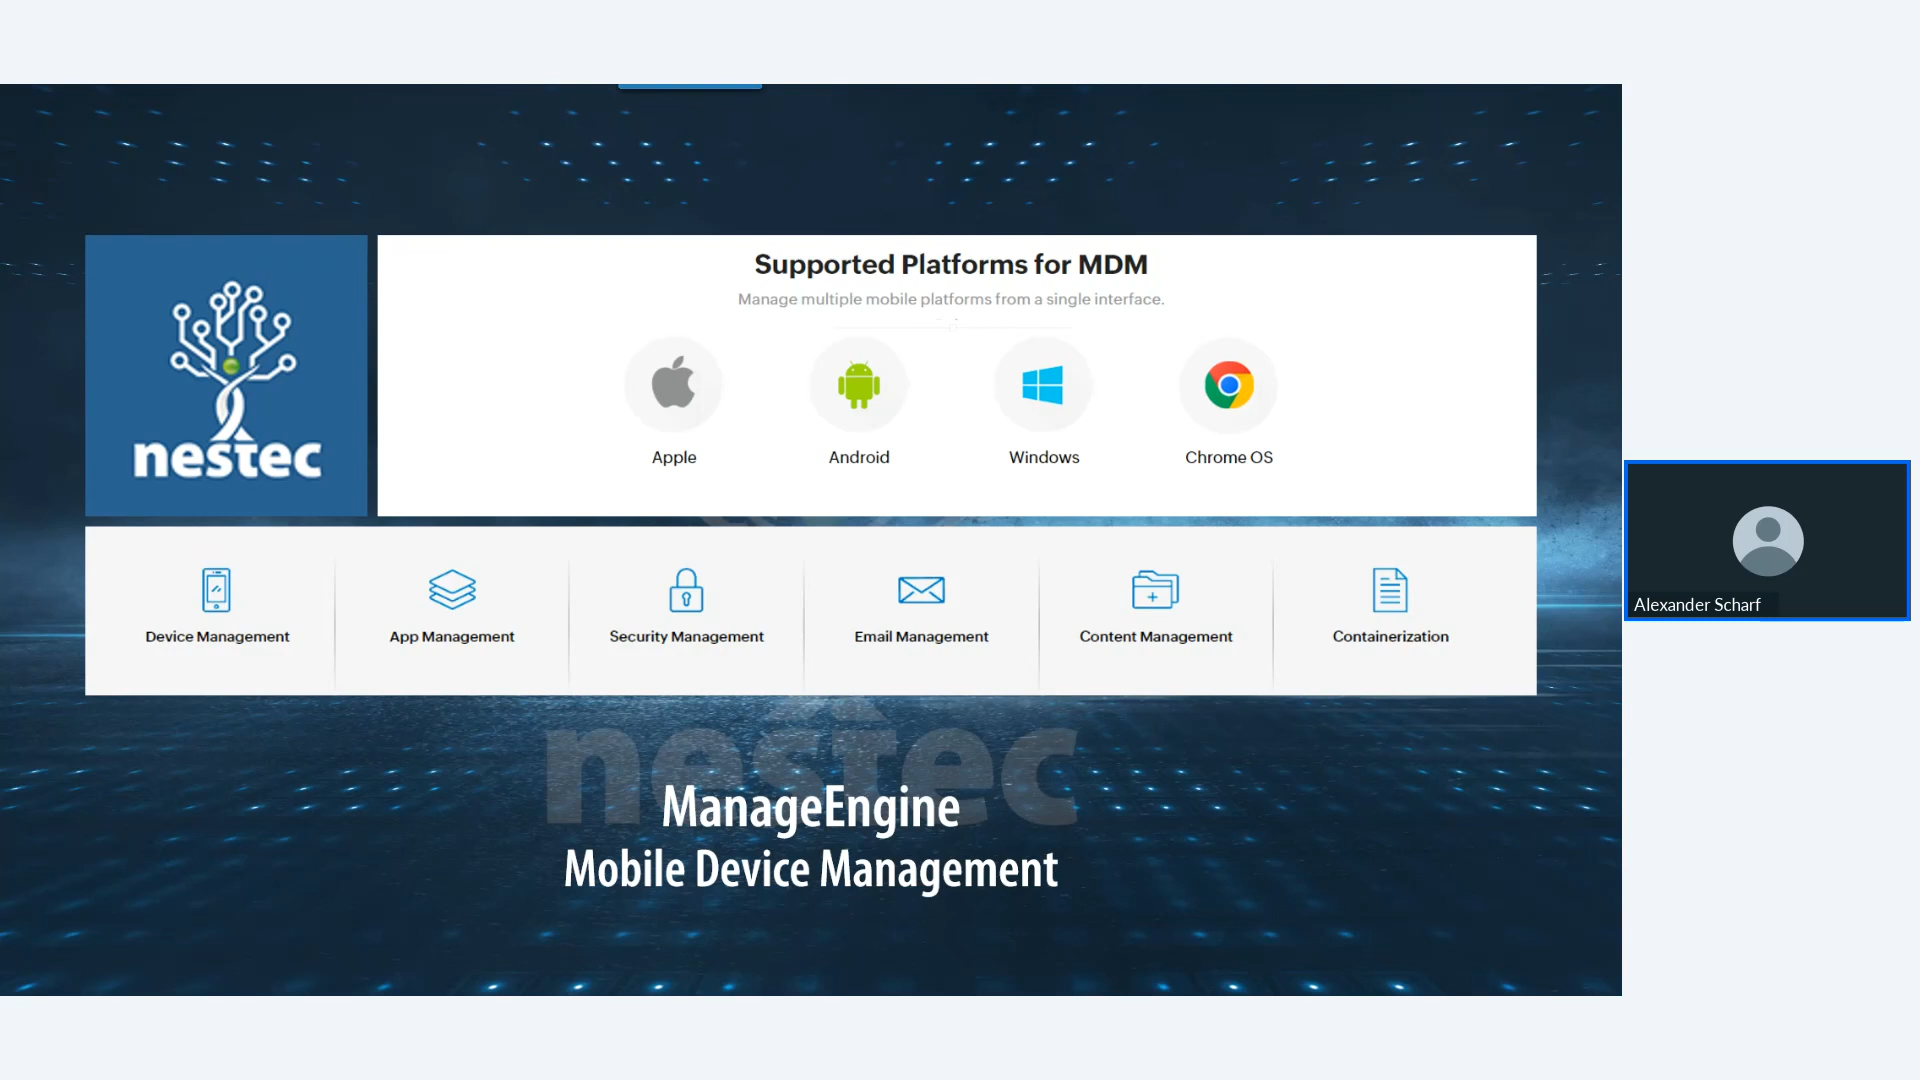 Supported Platforms for MDM
Manage multiple mobile platforms from a single interface.
nestec
Apple
Android
Windows
Chrome OS
Device Management
App Management
Security Management
Email Management
Content Management
Containerization
Alexander Scharf
nestec
ManageEngine
Mobile Device Management